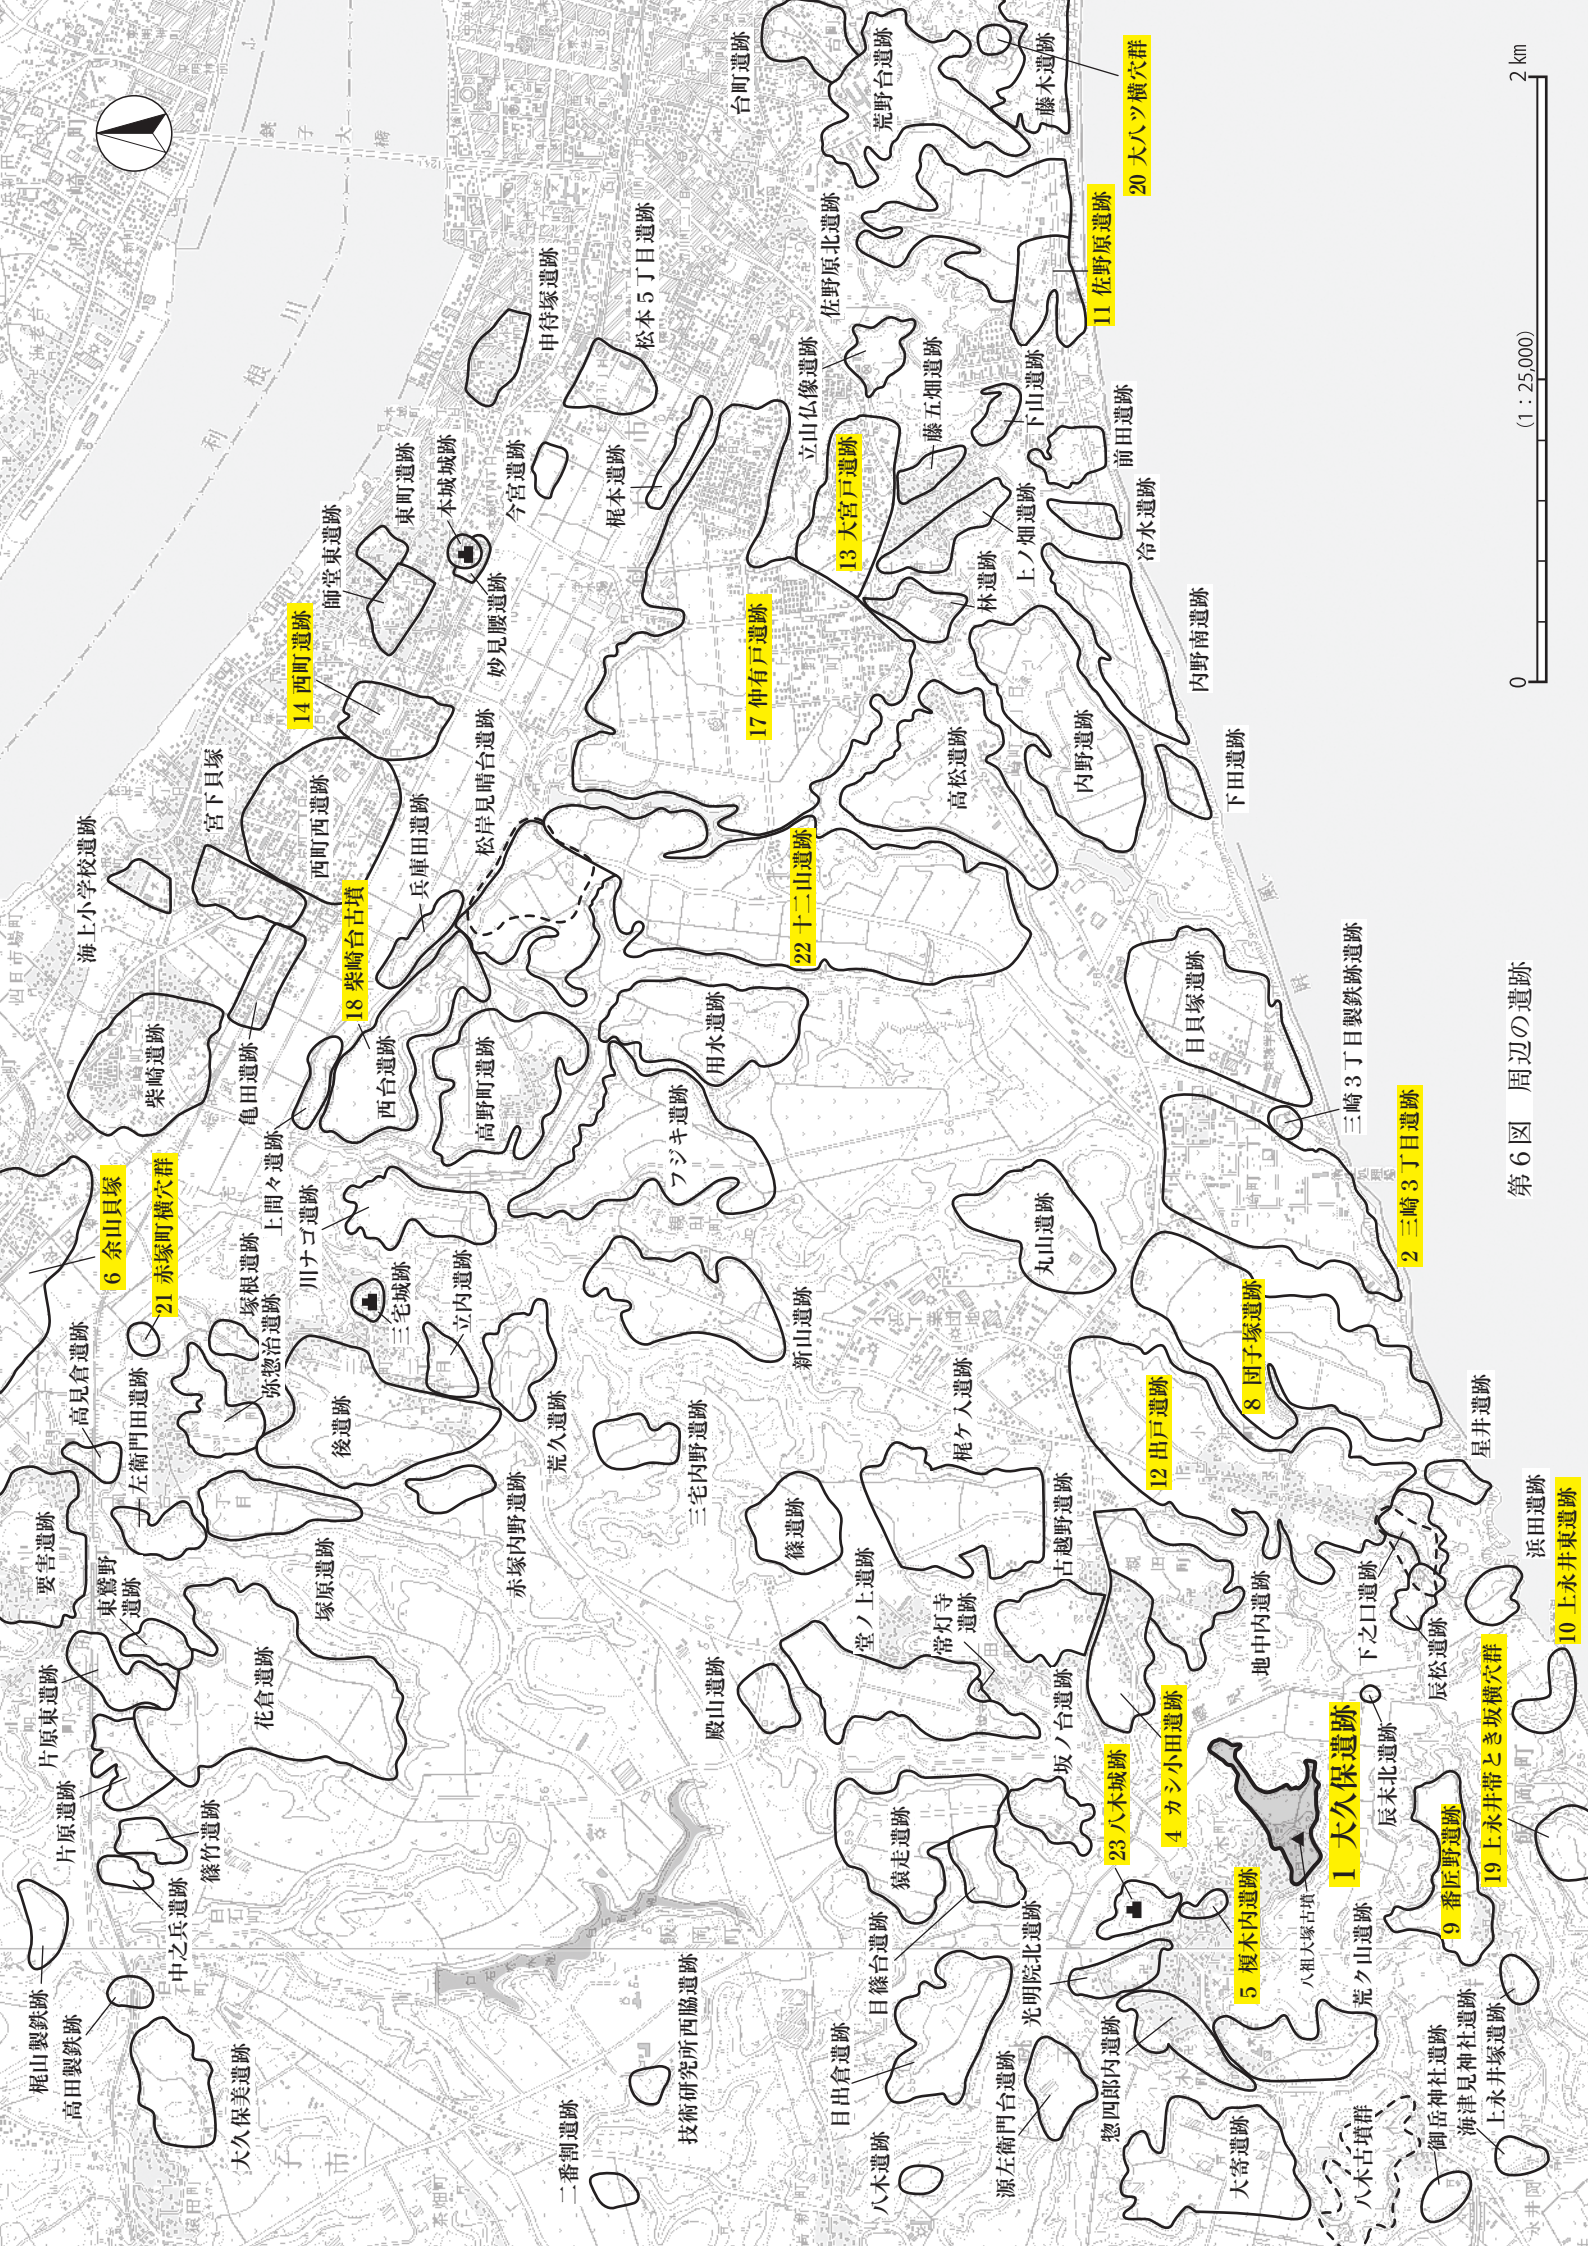 梶山製鉄跡
高田製鉄跡
大久保美遺跡
中之兵遺跡
篠竹遺跡
片原遺跡
片原東遺跡
東鷲野
遺跡
要害遺跡
花倉遺跡
塚原遺跡
左衛門田遺跡
高見倉遺跡
6 余山貝塚
21 赤塚町横穴群
塚根遺跡
弥惣治遺跡
後遺跡
三宅城跡
立内遺跡
荒久遺跡
赤塚内野遺跡
三宅内野遺跡
川ナゴ遺跡
上間々遺跡
亀田遺跡
柴崎遺跡
海上小学校遺跡
宮下貝塚
西町西遺跡
14 西町遺跡
師堂東遺跡
東町遺跡
本城城跡
妙見腰遺跡
今宮遺跡
申待塚遺跡
松本5丁目遺跡
梶本遺跡
18 柴崎台古墳
兵庫田遺跡
松岸見晴台遺跡
西台遺跡
高野町遺跡
フジキ遺跡
用水遺跡
新山遺跡
17 仲有戸遺跡
22 十二山遺跡
13 大宮戸遺跡
立山仏像遺跡
藤五畑遺跡
佐野原北遺跡
台町遺跡
荒野台遺跡
藤木遺跡
20 大八ツ横穴群
11 佐野原遺跡
下山遺跡
前田遺跡
上ノ畑遺跡
冷水遺跡
林遺跡
内野南遺跡
高松遺跡
内野遺跡
下田遺跡
目貝塚遺跡
三崎3丁目製鉄跡遺跡
2 三崎3丁目遺跡
丸山遺跡
8 団子塚遺跡
12 出戸遺跡
星井遺跡
浜田遺跡
10 上永井東遺跡
梶ケ入遺跡
篠遺跡
古越野遺跡
堂ノ上遺跡
常灯寺
遺跡
殿山遺跡
坂ノ台遺跡
4 カシ小田遺跡
地中内遺跡
下之口遺跡
辰松遺跡
辰未北遺跡
19 上永井帯とき坂横穴群
1 大久保遺跡
八祖大塚古墳
9 番匠野遺跡
23 八木城跡
5 榎木内遺跡
荒ケ山遺跡
猿走遺跡
目篠台遺跡
日出倉遺跡
光明院北遺跡
惣四郎内遺跡
源左衛門台遺跡
大寄遺跡
八木遺跡
八木古墳群
御岳神社遺跡
海津見神社遺跡
上永井塚遺跡
二番割遺跡
技術研究所西脇遺跡
利根川
銚子大橋
0
(1:25,000)
2km
第6図 周辺の遺跡